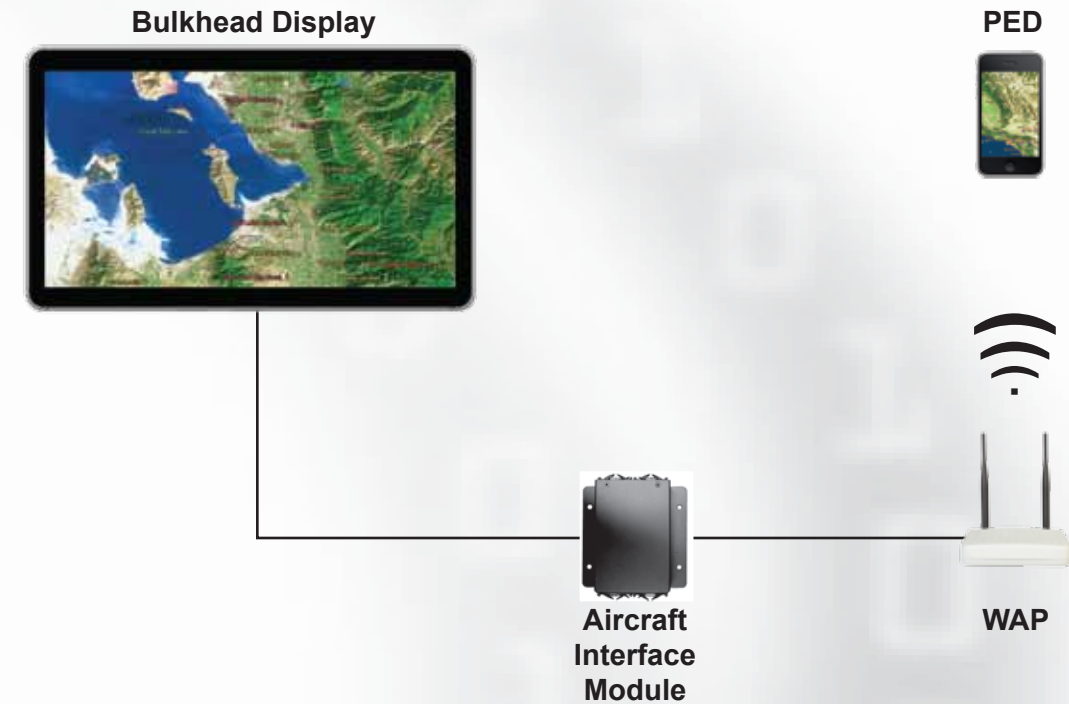 Bulkhead Display
PED
Aircraft
Interface
Module
WAP